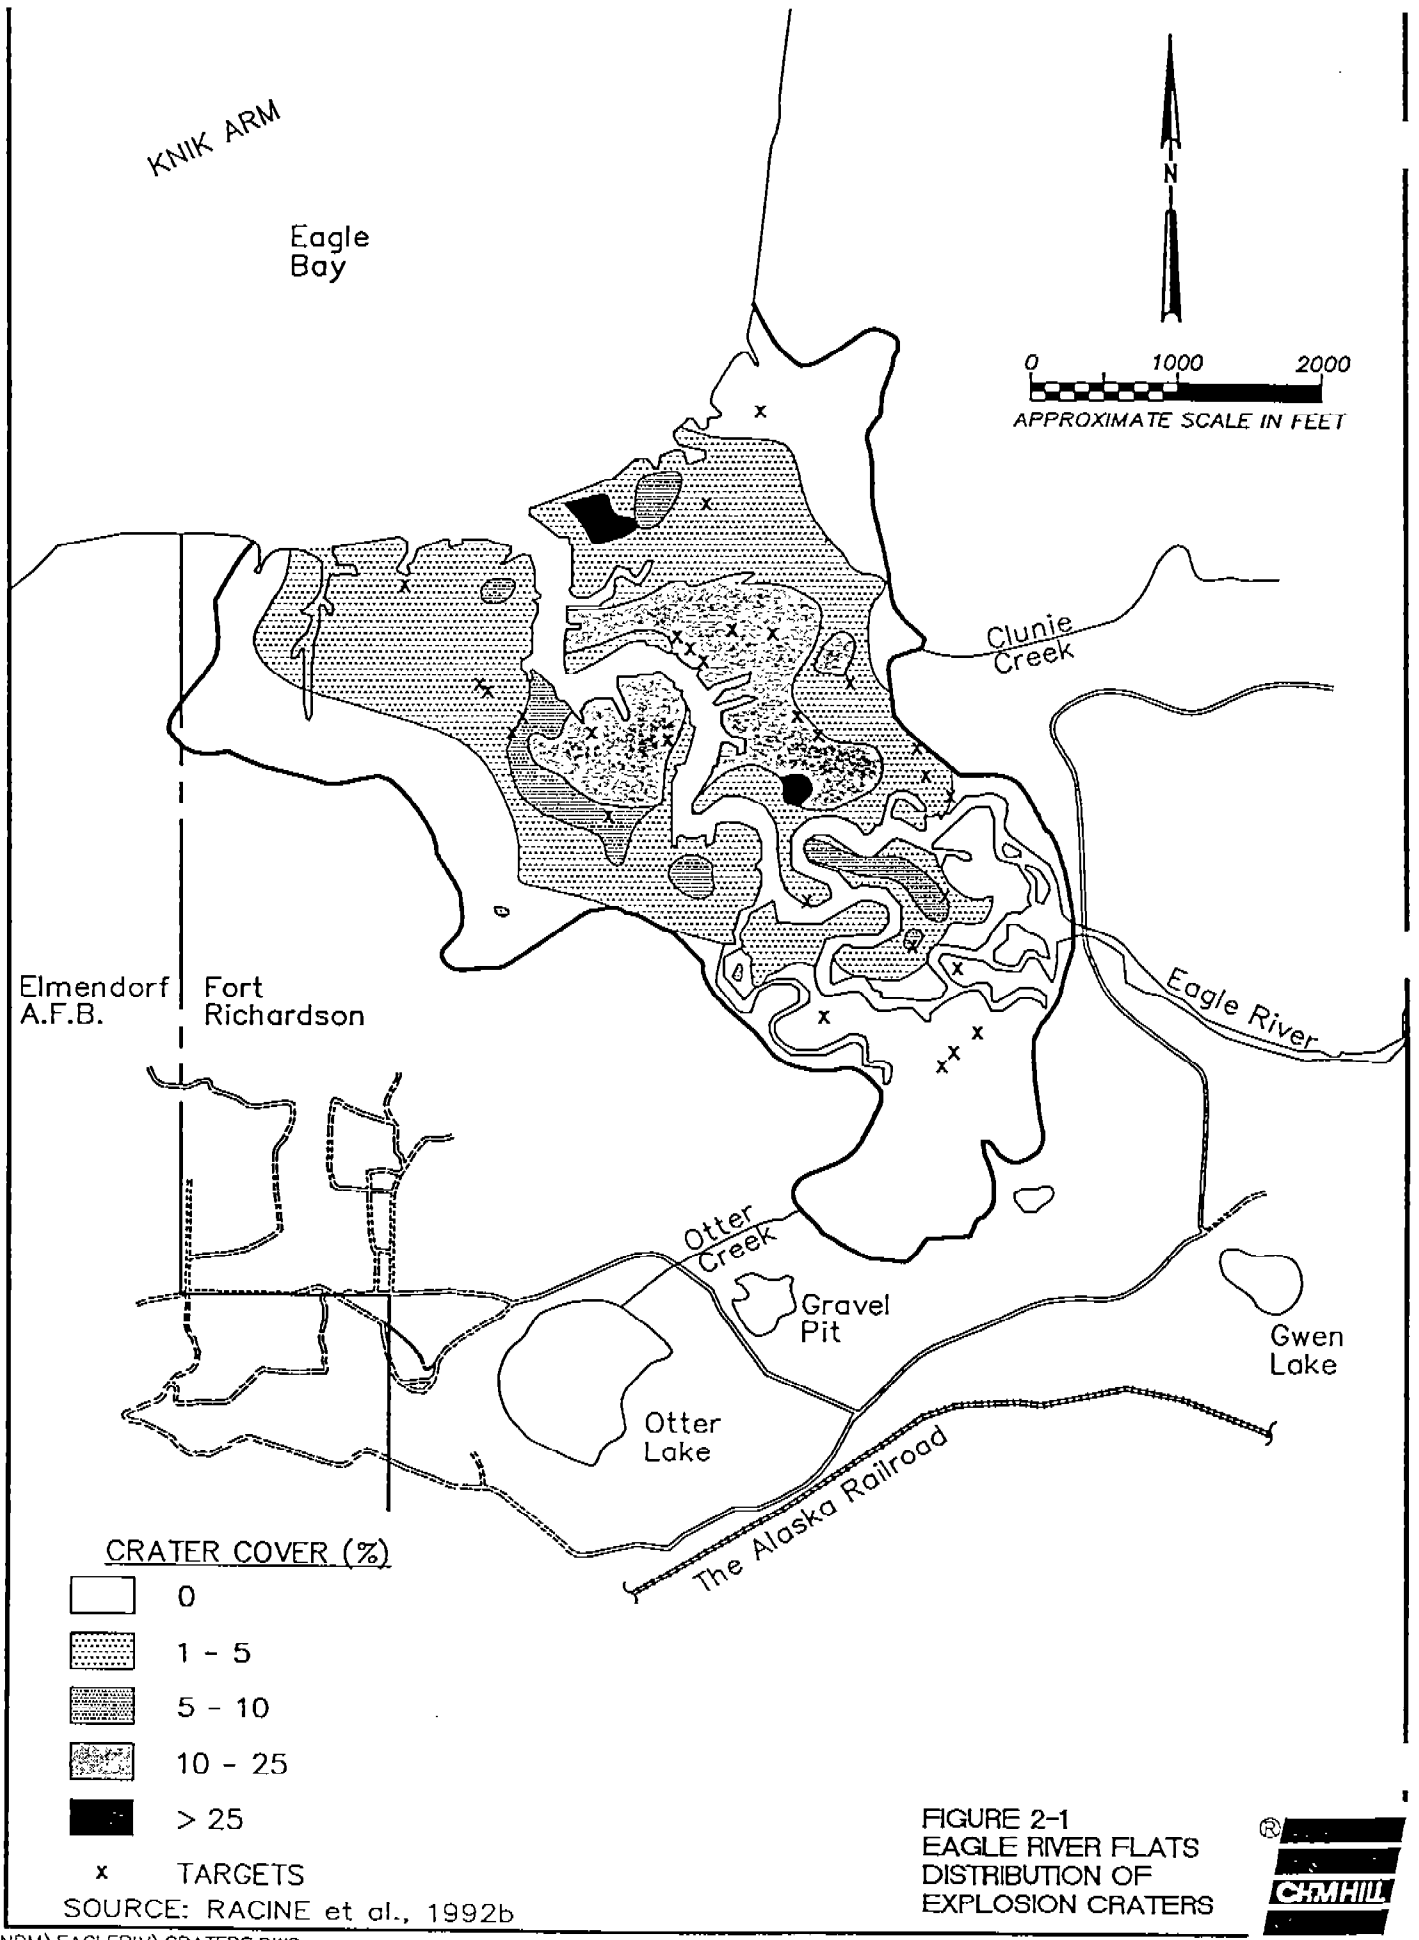 KNIK ARM
Eagle
Bay
N
0 1000 2000
APPROXIMATE SCALE IN FEET
Clunie
Creek
Elmendorf
A.F.B.
Fort
Richardson
Eagle River
Otter
Creek
Gravel
Pit
Gwen
Lake
Otter
Lake
The Alaska Railroad
CRATER COVER (%)
0
1 - 5
5 - 10
10 - 25
> 25
x TARGETS
SOURCE: RACINE et al., 1992b
FIGURE 2-1
EAGLE RIVER FLATS
DISTRIBUTION OF
EXPLOSION CRATERS
®
CH2MHILL